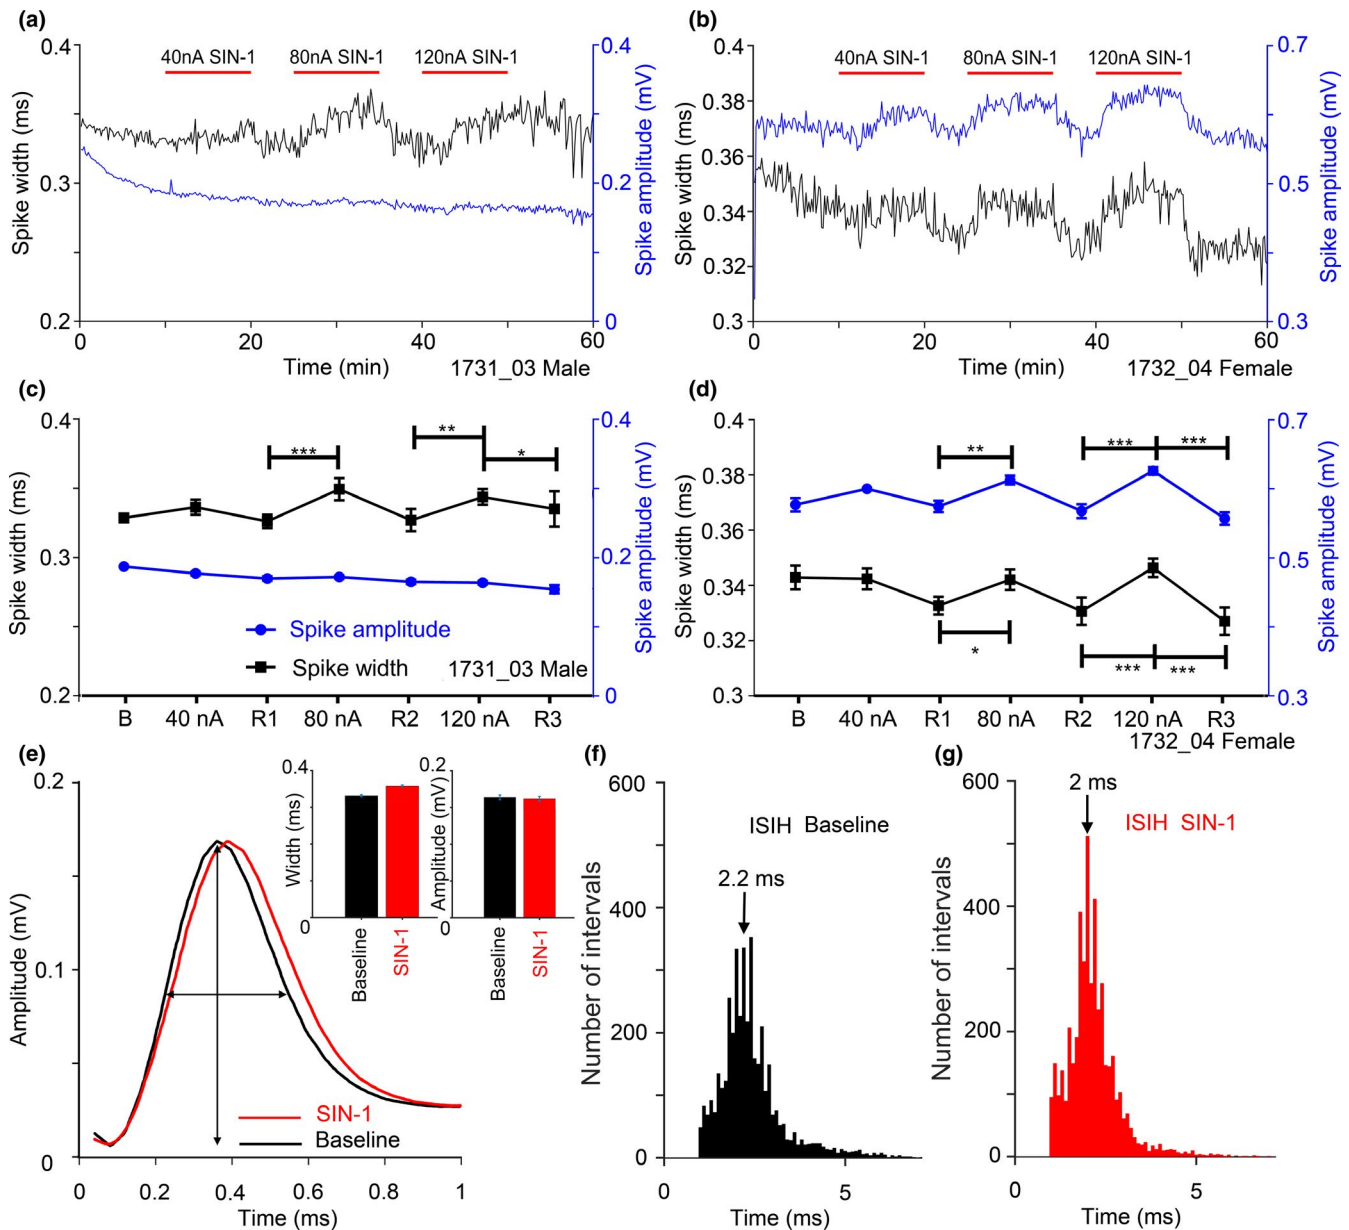 (a)
40nA SIN-1 80nA SIN-1 120nA SIN-1
0.4
0.3
0.2
Spike width (ms)
0.4
0.2
0
Spike amplitude (mV)
0 20 40 60
Time (min) 1731_03 Male
(b)
40nA SIN-1 80nA SIN-1 120nA SIN-1
0.4
0.38
0.36
0.34
0.32
0.3
Spike width (ms)
0.7
0.5
0.3
Spike amplitude (mV)
0 20 40 60
Time (min) 1732_04 Female
(c)
0.4
0.3
0.2
Spike width (ms)
*** ** *
0.4
0.2
0
Spike amplitude (mV)
Spike amplitude
Spike width 1731_03 Male
B 40 nA R1 80 nA R2 120 nA R3
(d)
0.4
0.38
0.36
0.34
0.32
0.3
Spike width (ms)
** *** ***
* *** ***
0.7
0.5
0.3
Spike amplitude (mV)
B 40 nA R1 80 nA R2 120 nA R3
1732_04 Female
(e)
0.2
0.1
0
Amplitude (mV)
0.4
0
Width (ms)
Baseline
SIN-1
0.2
0
Amplitude (mV)
Baseline
SIN-1
SIN-1
Baseline
0 0.2 0.4 0.6 0.8 1
Time (ms)
(f)
600
400
200
0
Number of intervals
ISIH Baseline
2.2 ms
0 5
Time (ms)
(g)
600
400
200
0
Number of intervals
2 ms
ISIH SIN-1
0 5
Time (ms)